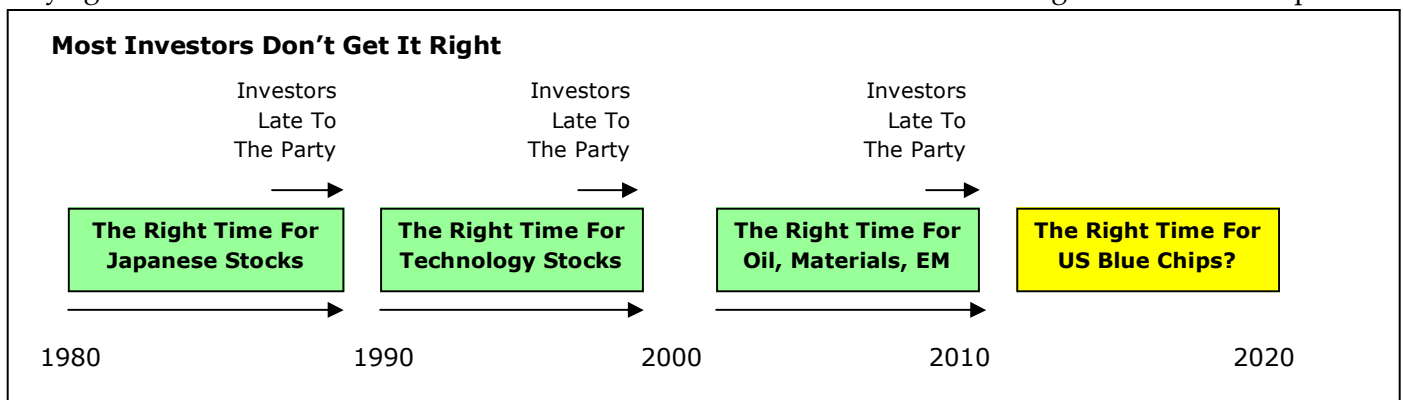 Most Investors Don’t Get It Right
Investors
Late To
The Party
Investors
Late To
The Party
Investors
Late To
The Party
The Right Time For
Japanese Stocks
The Right Time For
Technology Stocks
The Right Time For
Oil, Materials, EM
The Right Time For
US Blue Chips?
1980 1990 2000 2010 2020